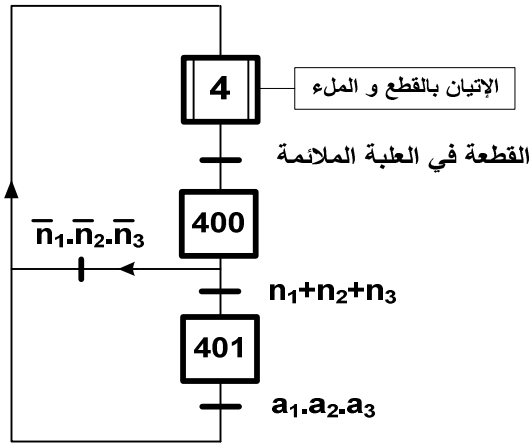 4
الإتيان بالقطع و الملء
القطعة في العلبة الملائمة
400
n̅₁.n̅₂.n̅₃
n₁+n₂+n₃
401
a₁.a₂.a₃